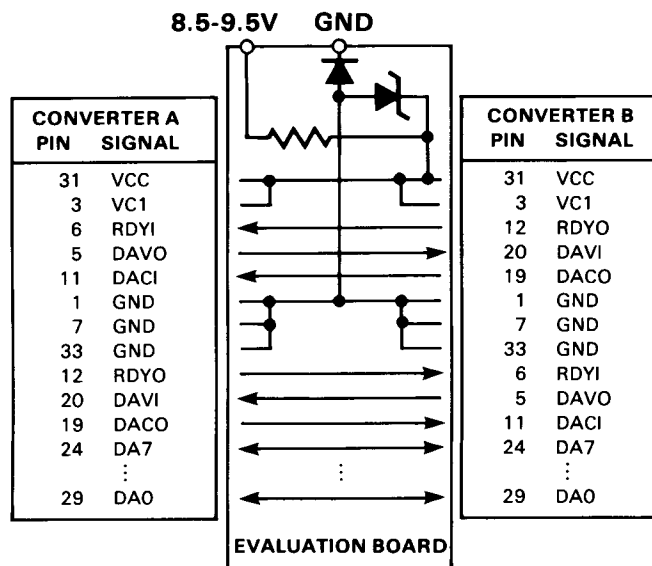 8.5-9.5V GND
CONVERTER A
PIN SIGNAL
31 VCC
3 VC1
6 RDYI
5 DAVO
11 DACI
1 GND
7 GND
33 GND
12 RDYO
20 DAVI
19 DACO
24 DA7
⋮
29 DA0
⋮
EVALUATION BOARD
CONVERTER B
PIN SIGNAL
31 VCC
3 VC1
12 RDYO
20 DAVI
19 DACO
1 GND
7 GND
33 GND
6 RDYI
5 DAVO
11 DACI
24 DA7
⋮
29 DA0